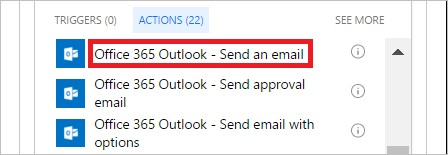 TRIGGERS (0) ACTIONS (22) SEE MORE
Office 365 Outlook - Send an email
Office 365 Outlook - Send approval
email
Office 365 Outlook - Send email with
options